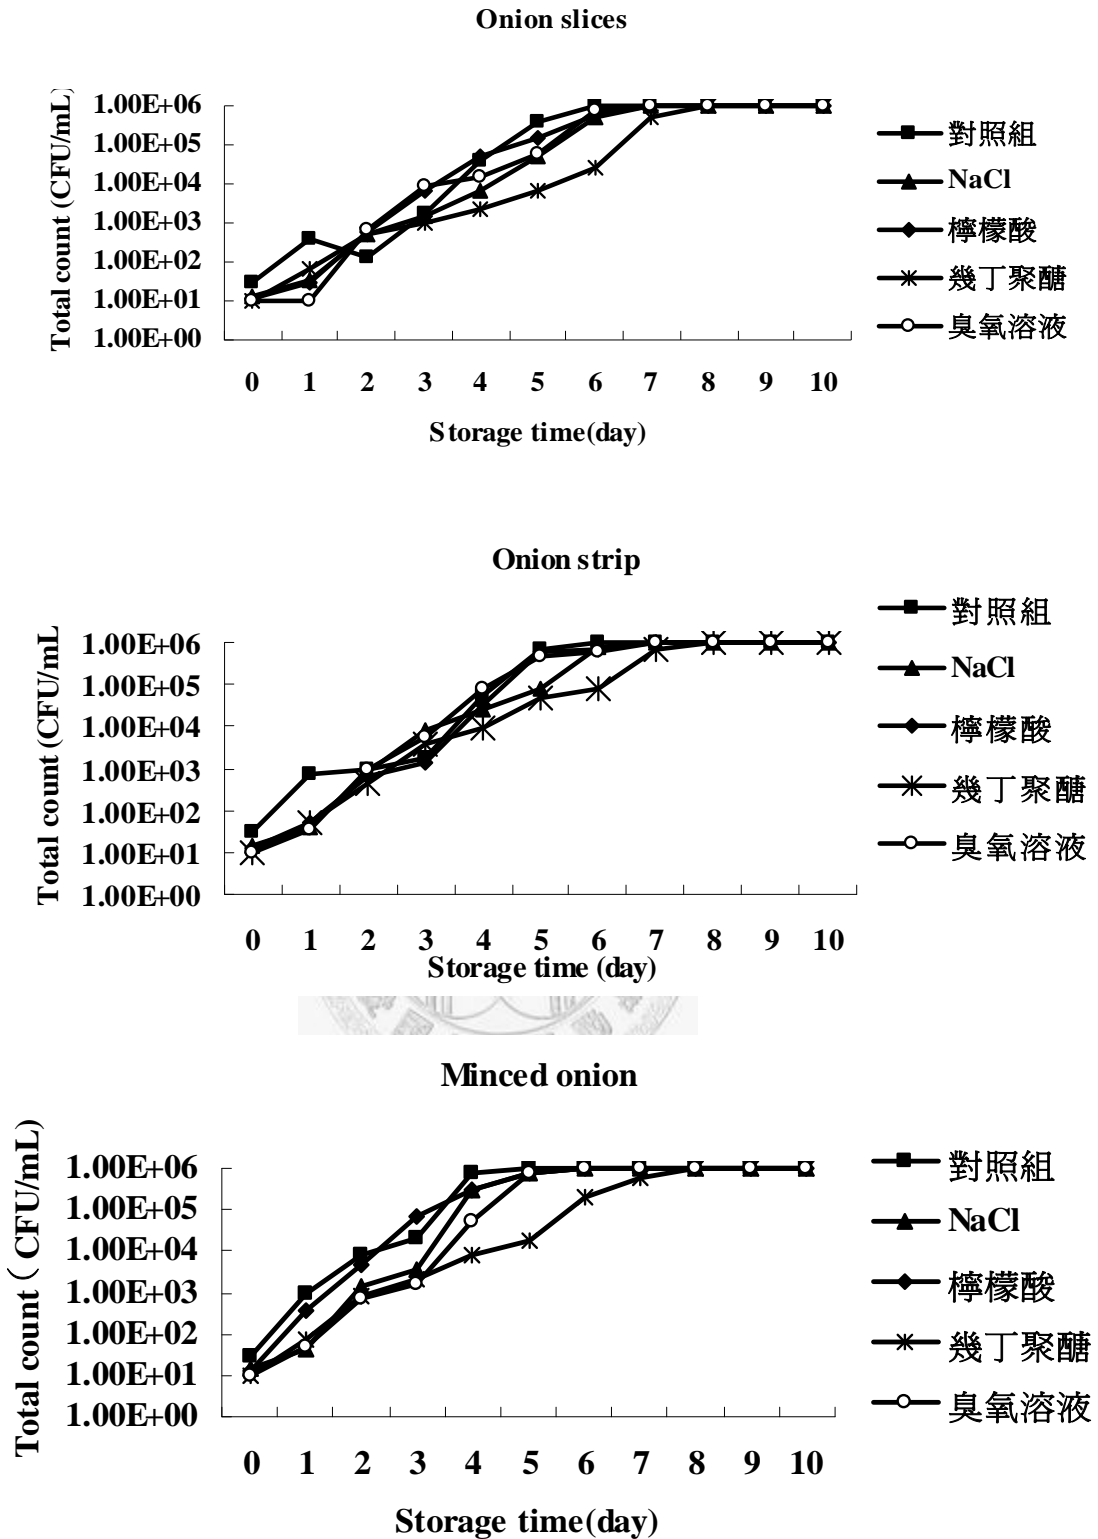 Onion slices
Total count (CFU/mL)
1.00E+06
1.00E+05
1.00E+04
1.00E+03
1.00E+02
1.00E+01
1.00E+00
0 1 2 3 4 5 6 7 8 9 10
Storage time(day)
對照組
NaCl
檸檬酸
幾丁聚醣
臭氧溶液
Onion strip
Total count (CFU/mL
1.00E+06
1.00E+05
1.00E+04
1.00E+03
1.00E+02
1.00E+01
1.00E+00
0 1 2 3 4 5 6 7 8 9 10
Storage time (day)
對照組
NaCl
檸檬酸
幾丁聚醣
臭氧溶液
Minced onion
Total count ( CFU/mL)
1.00E+06
1.00E+05
1.00E+04
1.00E+03
1.00E+02
1.00E+01
1.00E+00
0 1 2 3 4 5 6 7 8 9 10
Storage time(day)
對照組
NaCl
檸檬酸
幾丁聚醣
臭氧溶液